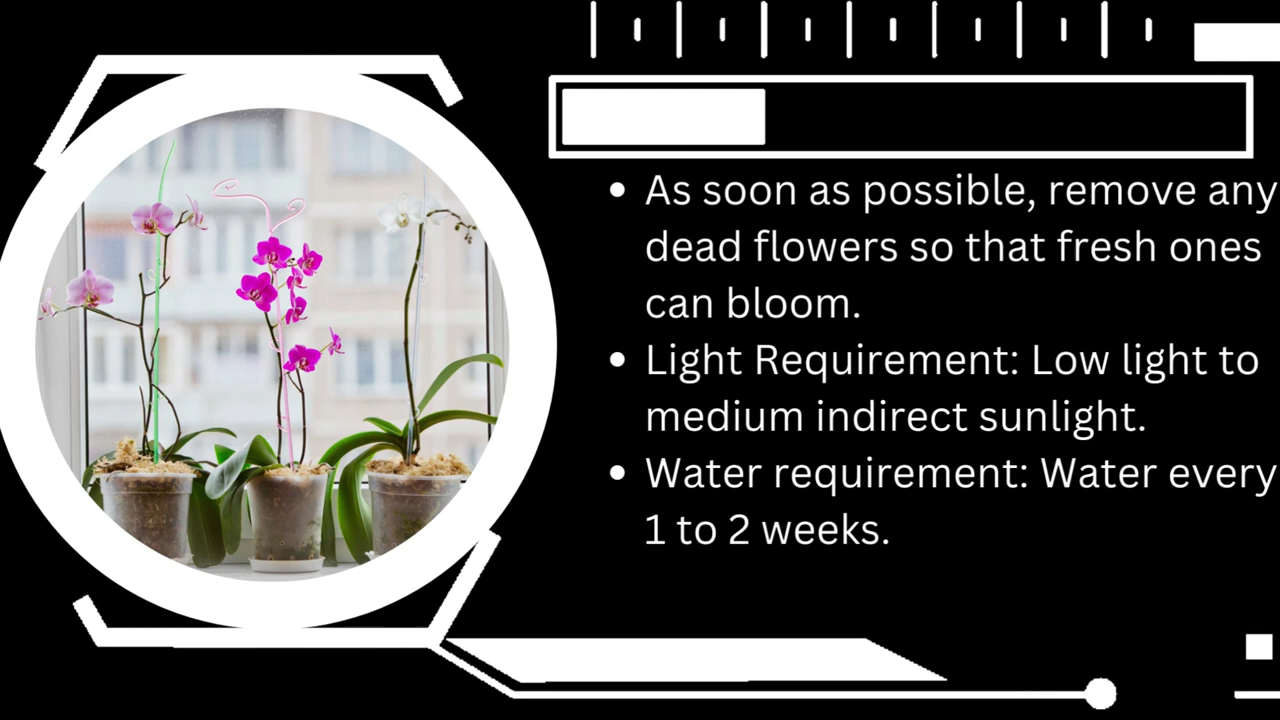 • As soon as possible, remove any
dead flowers so that fresh ones
can bloom.
• Light Requirement: Low light to
medium indirect sunlight.
• Water requirement: Water every
1 to 2 weeks.